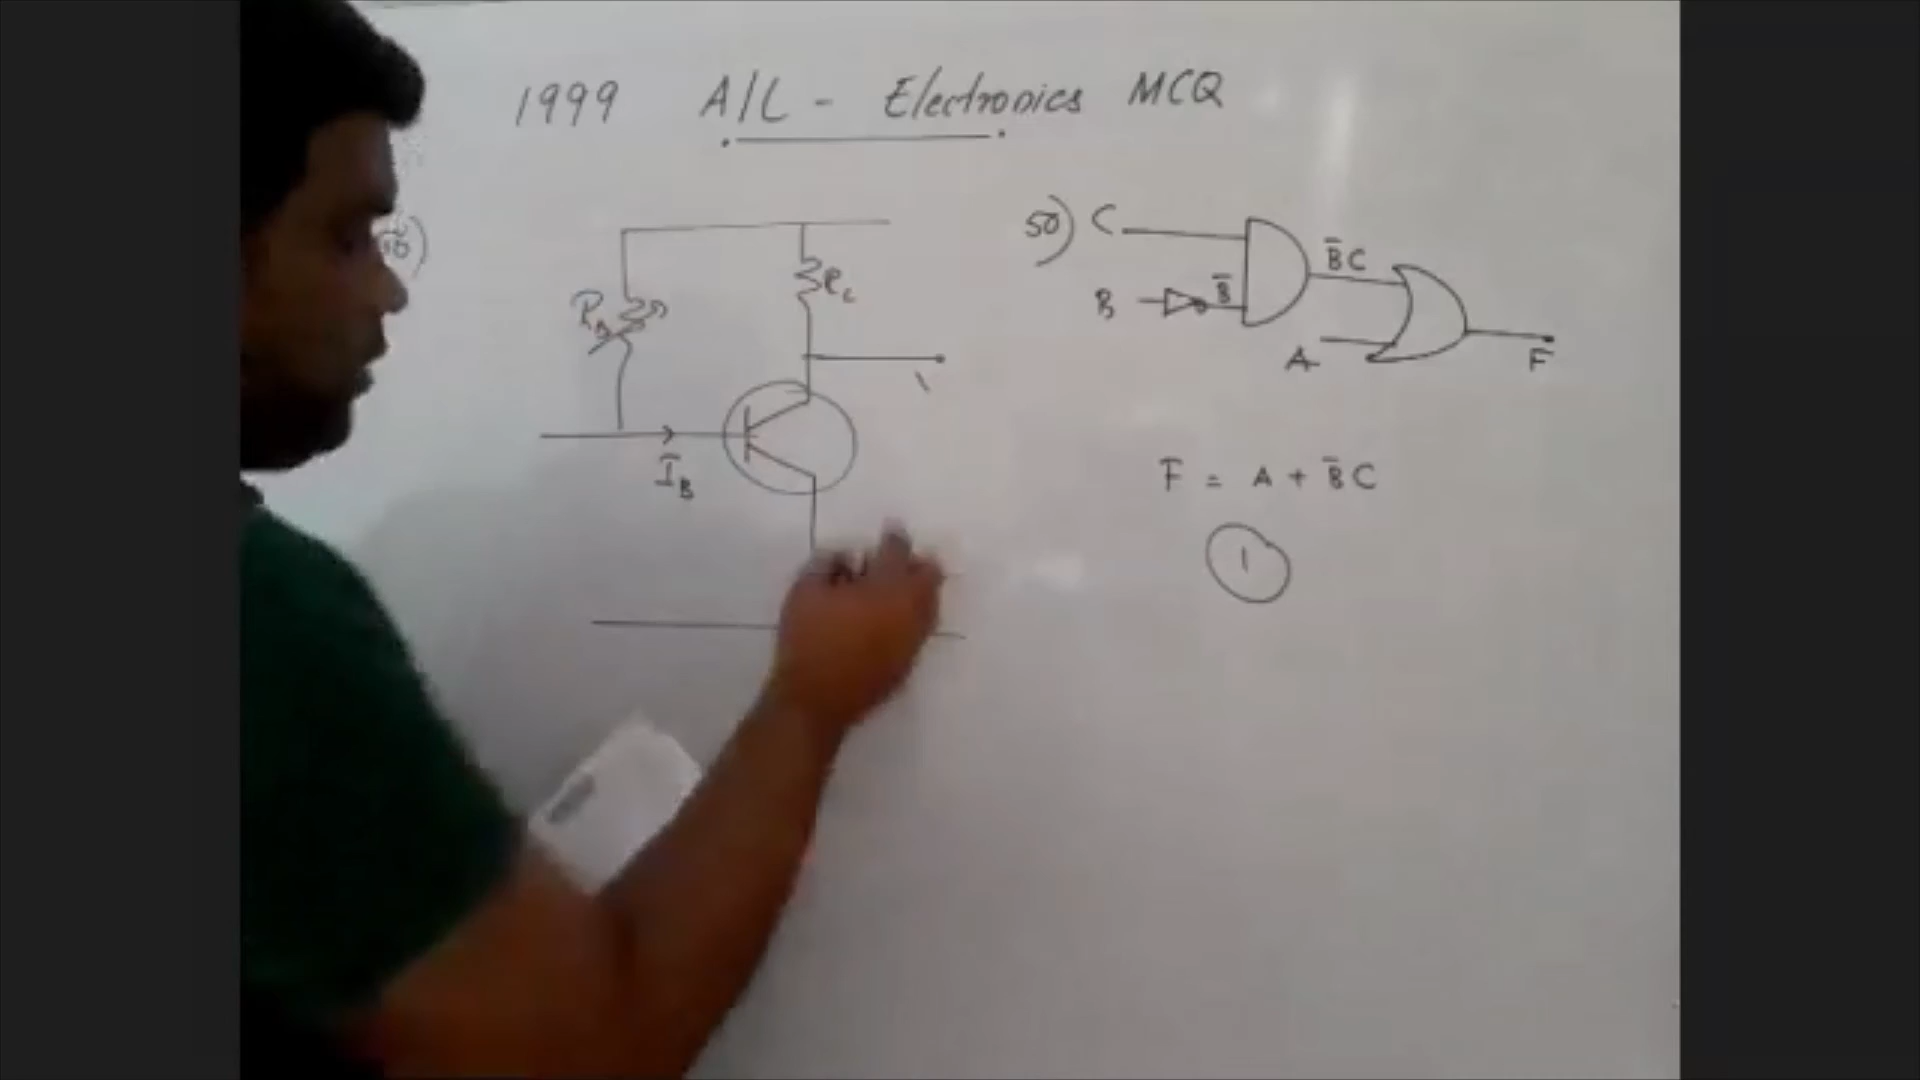 1999 A/L - Electronics MCQ
50) C
B̄C
B
B̄
A
F
R_B
R_C
I_B
F = A + B̄C
1